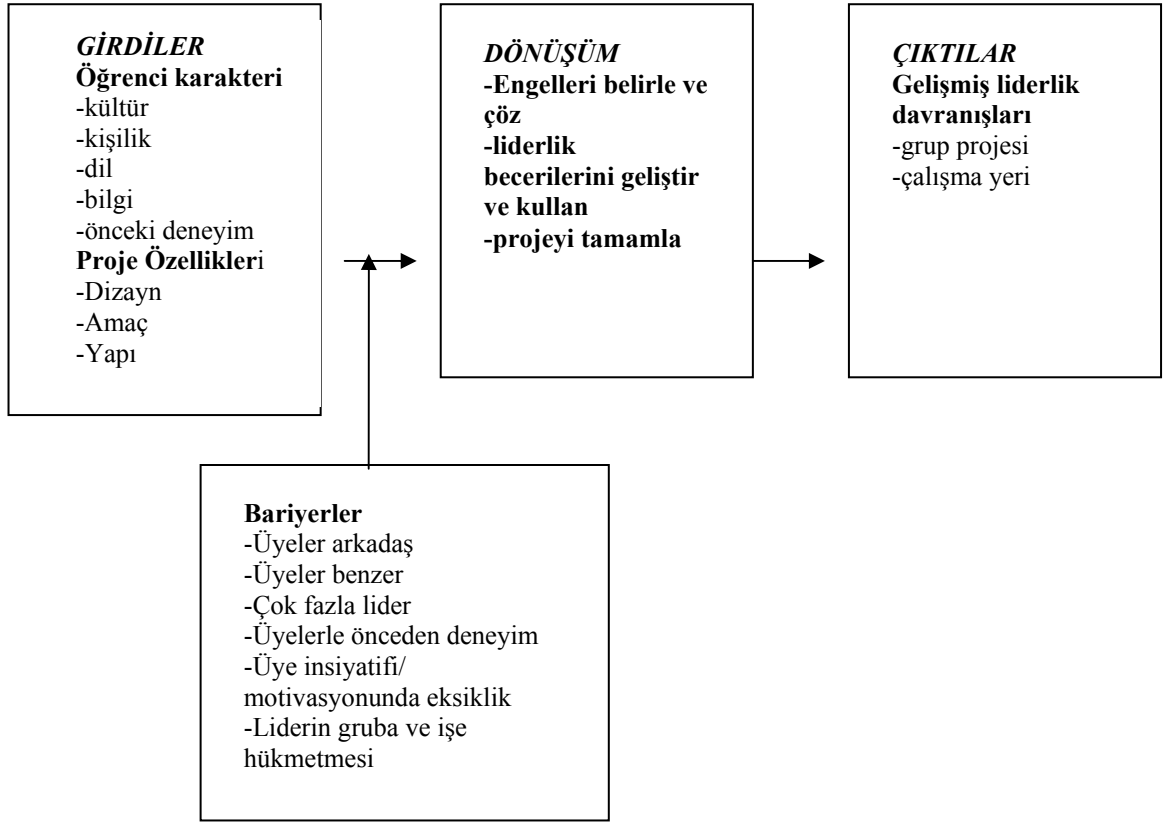 GİRDİLER
Öğrenci karakteri
-kültür
-kişilik
-dil
-bilgi
-önceki deneyim
Proje Özellikleri
-Dizayn
-Amaç
-Yapı
DÖNÜŞÜM
-Engelleri belirle ve
çöz
-liderlik
becerilerini geliştir
ve kullan
-projeyi tamamla
ÇIKTILAR
Gelişmiş liderlik
davranışları
-grup projesi
-çalışma yeri
Bariyerler
-Üyeler arkadaş
-Üyeler benzer
-Çok fazla lider
-Üyelerle önceden deneyim
-Üye insiyatifi/
motivasyonunda eksiklik
-Liderin gruba ve işe
hükmetmesi